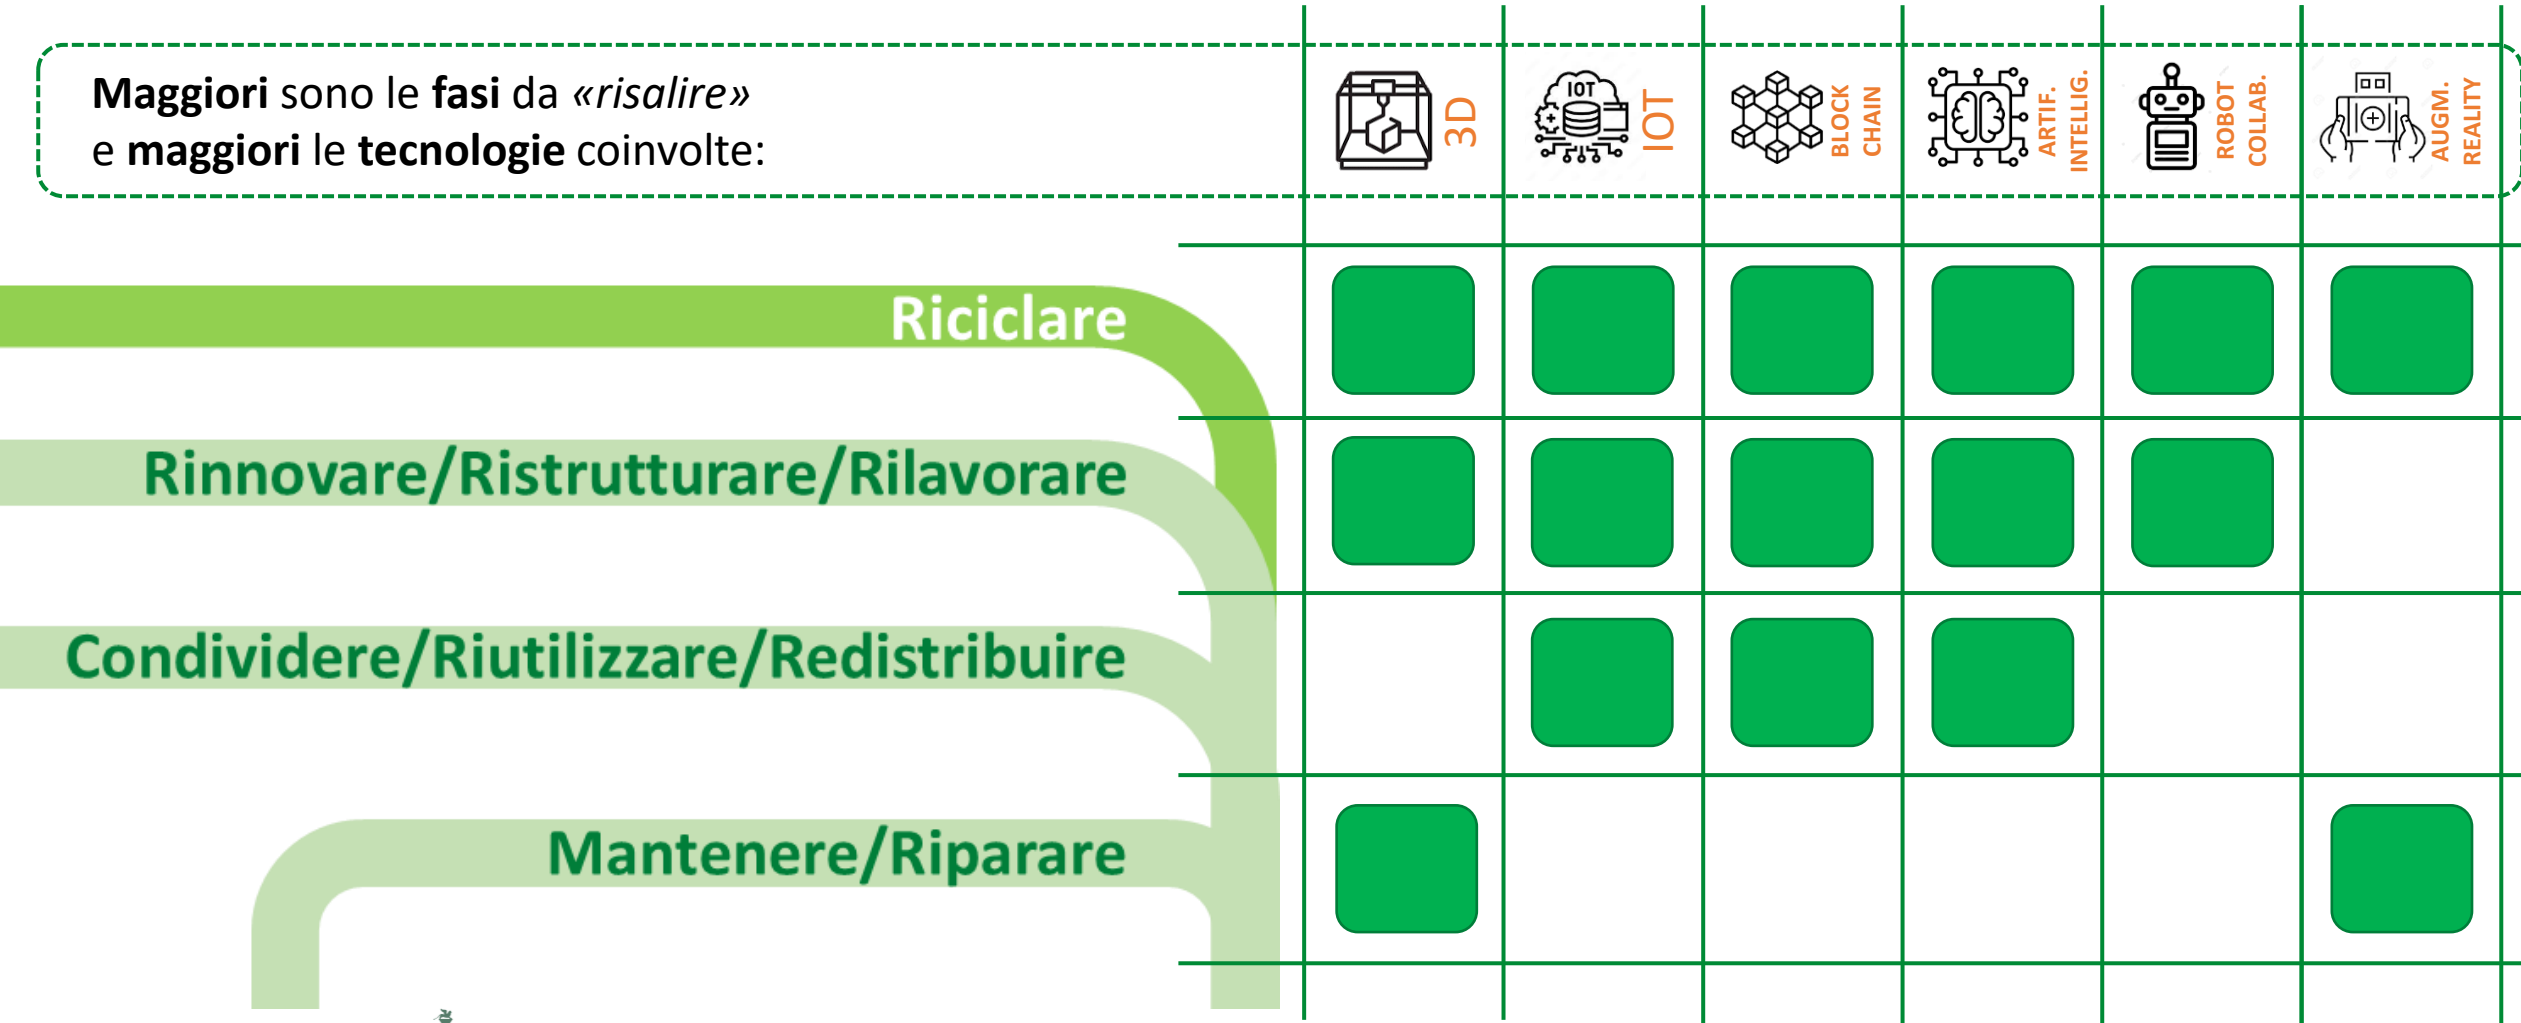 Maggiori sono le fasi da «risalire»
e maggiori le tecnologie coinvolte:
3D
IOT
IOT
BLOCK
CHAIN
ARTIF.
INTELLIG.
ROBOT
COLLAB.
AUGM.
REALITY
Riciclare
Rinnovare/Ristrutturare/Rilavorare
Condividere/Riutilizzare/Redistribuire
Mantenere/Riparare